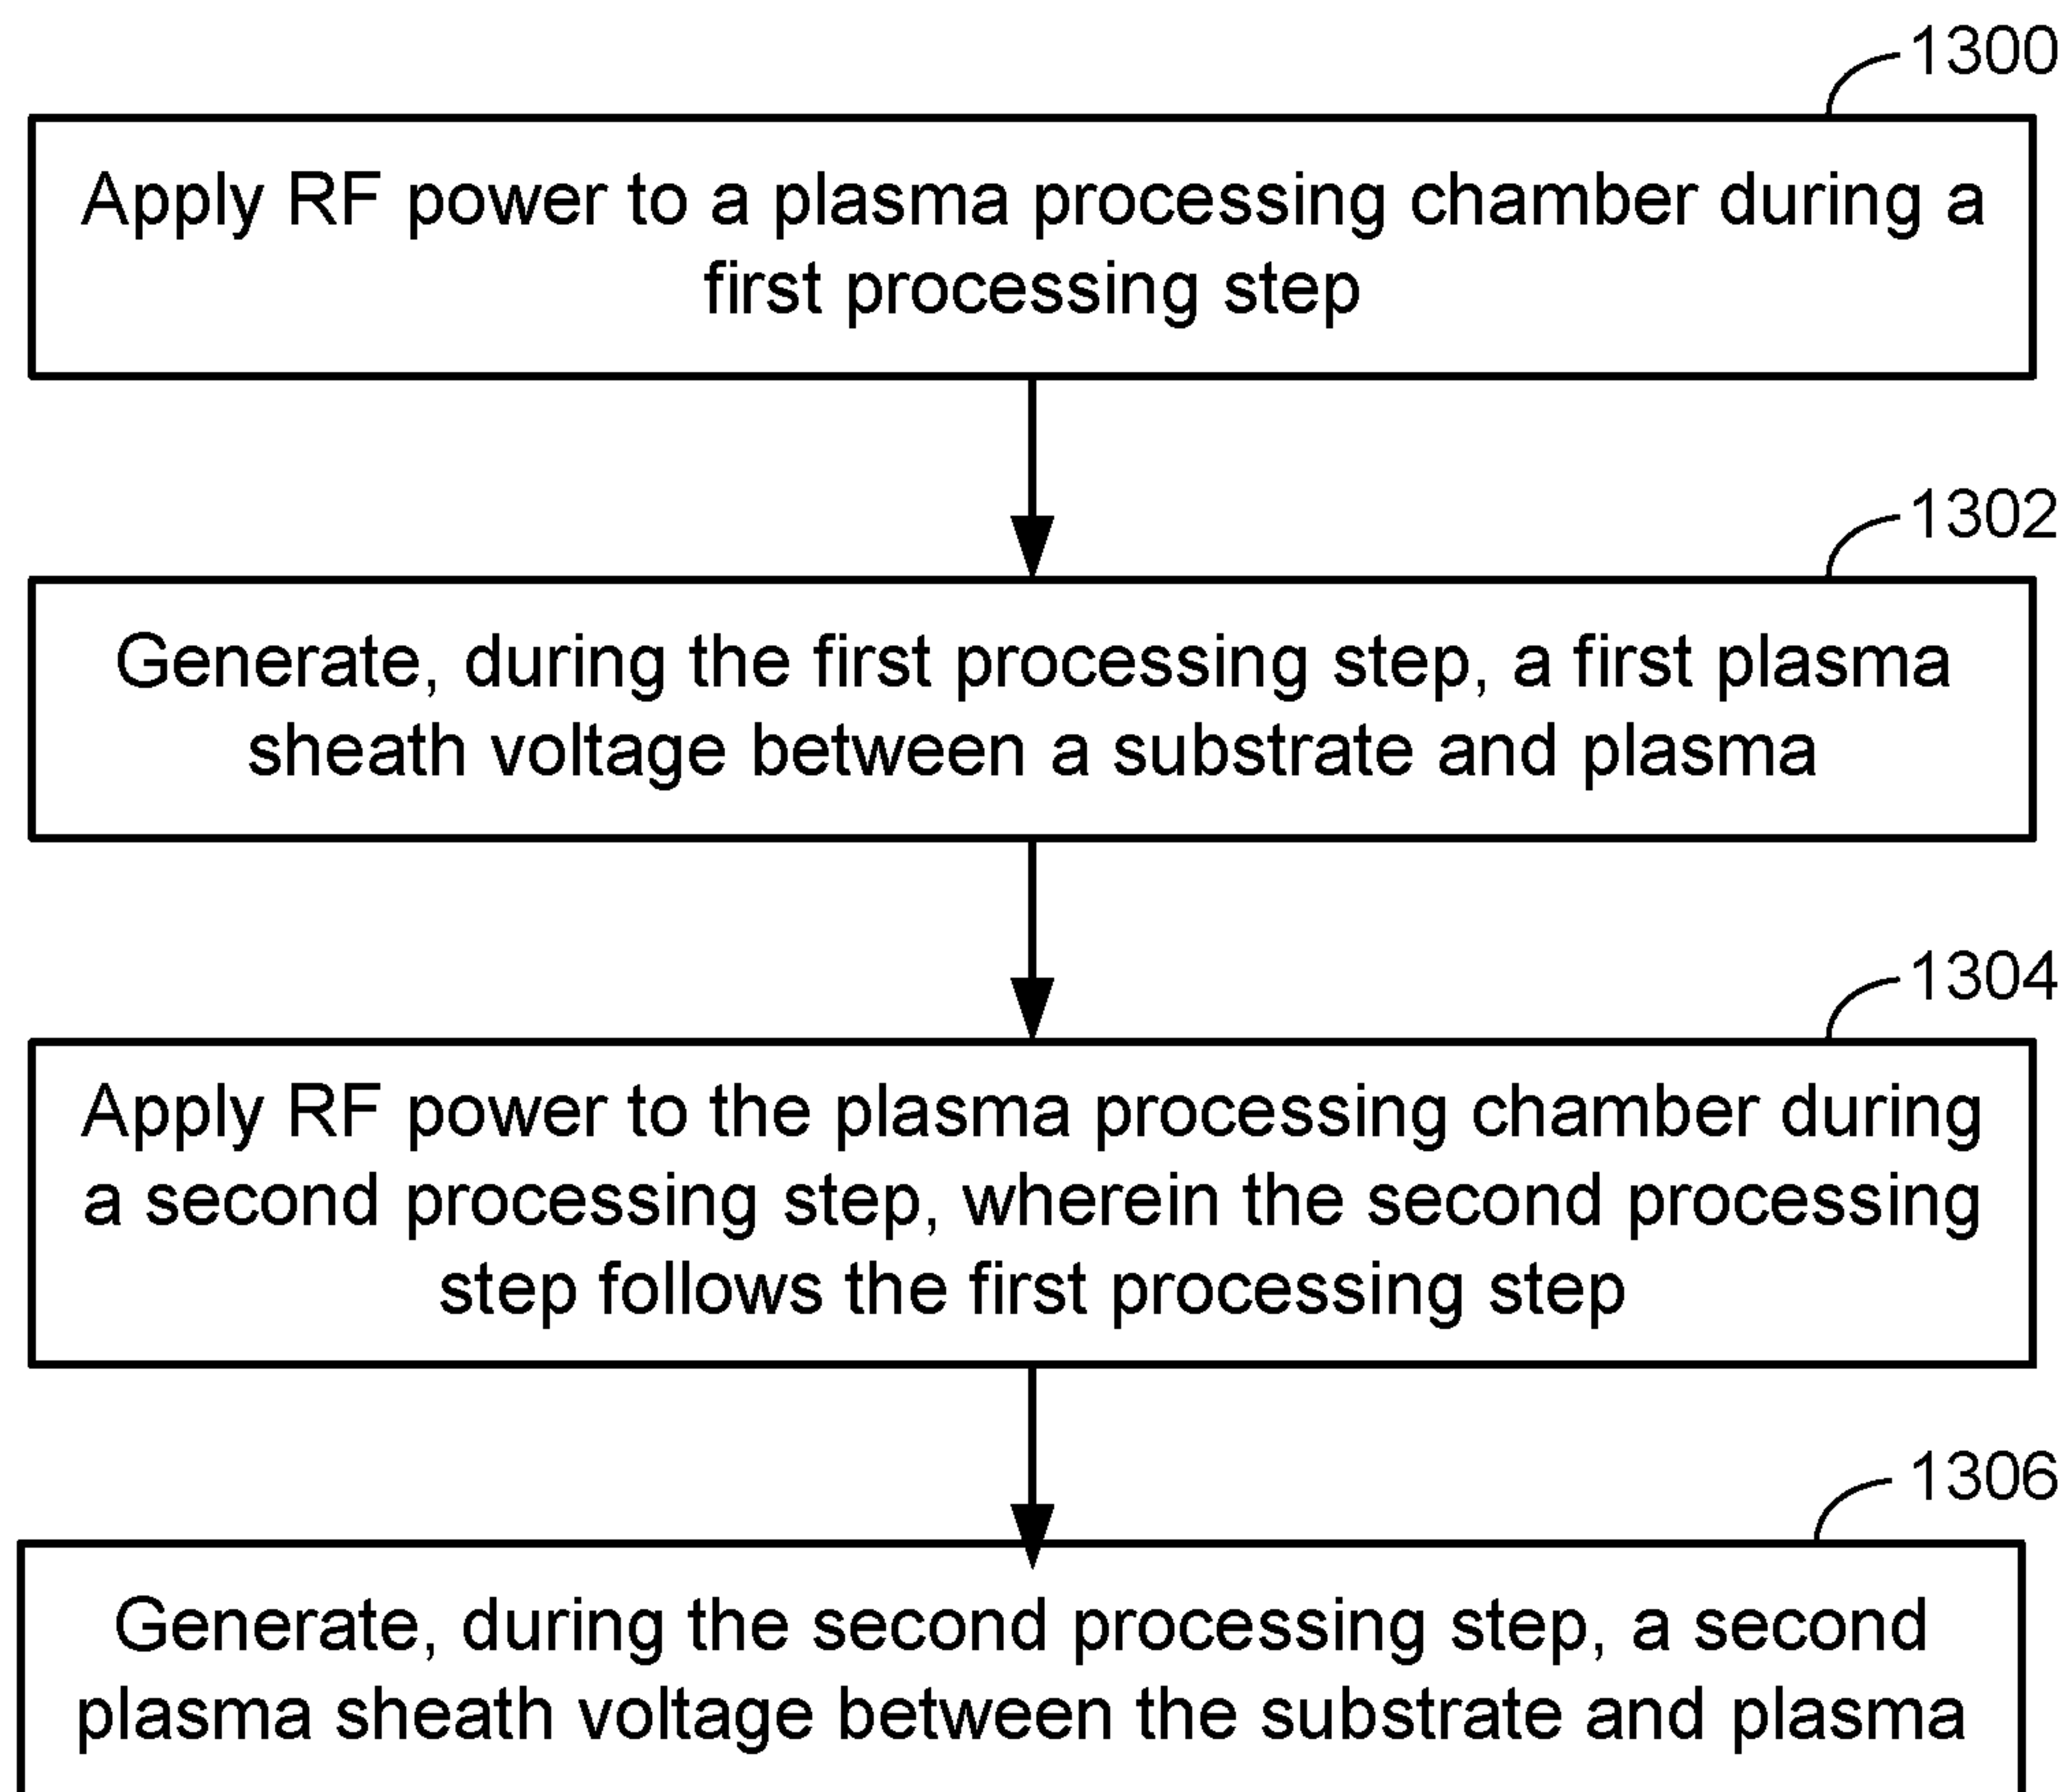 1300
Apply RF power to a plasma processing chamber during a
first processing step
1302
Generate, during the first processing step, a first plasma
sheath voltage between a substrate and plasma
1304
Apply RF power to the plasma processing chamber during
a second processing step, wherein the second processing
step follows the first processing step
1306
Generate, during the second processing step, a second
plasma sheath voltage between the substrate and plasma